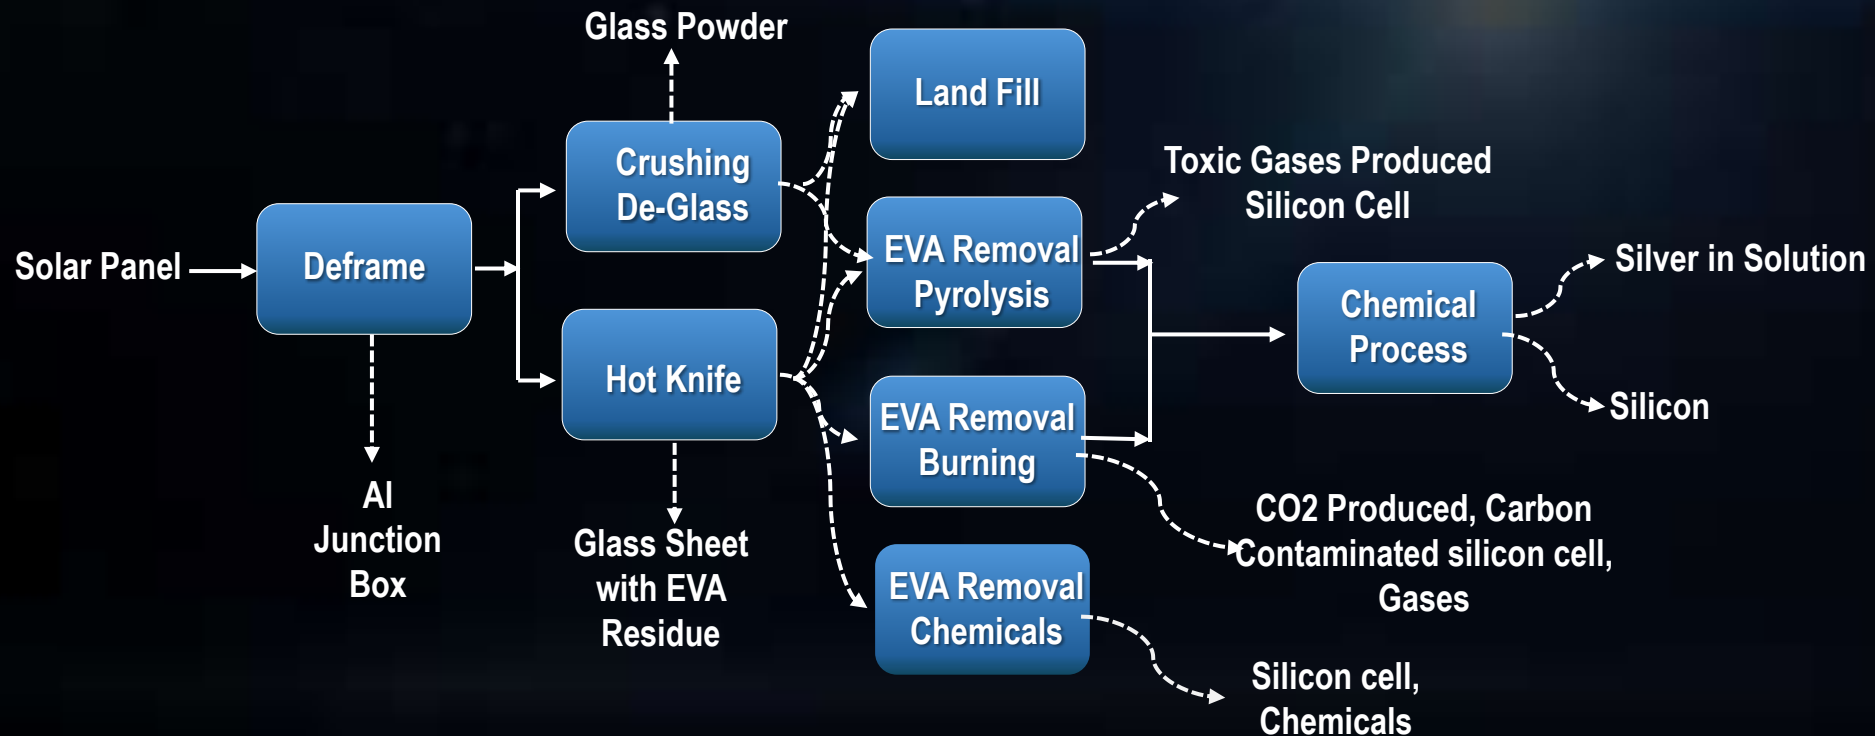 Solar Panel
Deframe
Al
Junction
Box
Glass Powder
Crushing
De-Glass
Hot Knife
Glass Sheet
with EVA
Residue
Land Fill
EVA Removal
Pyrolysis
EVA Removal
Burning
EVA Removal
Chemicals
Toxic Gases Produced
Silicon Cell
CO2 Produced, Carbon
Contaminated silicon cell,
Gases
Silicon cell,
Chemicals
Chemical
Process
Silver in Solution
Silicon